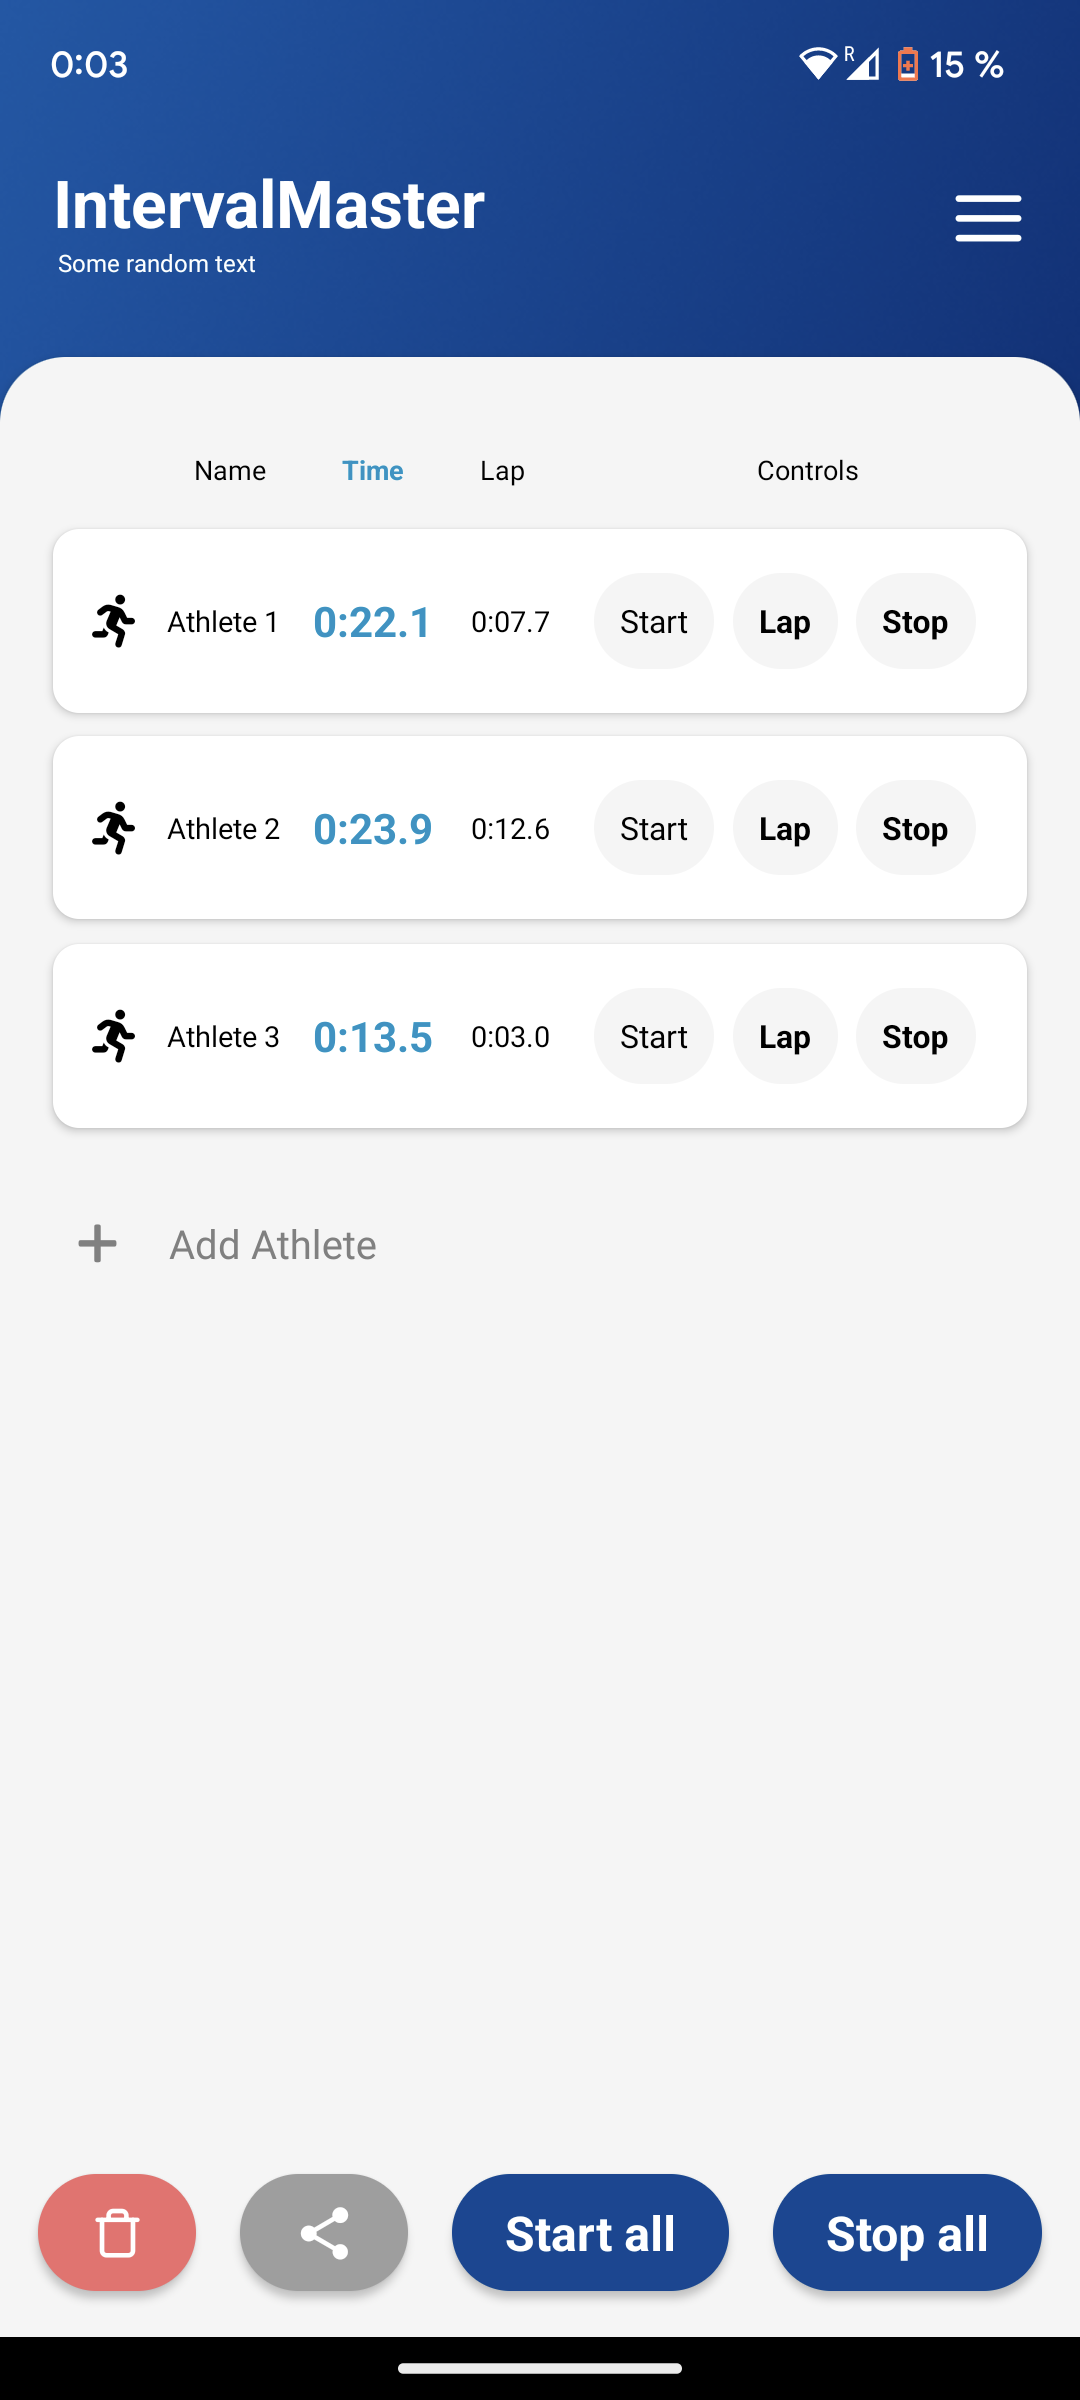 0:03 R 15 %
IntervalMaster
Some random text
Name Time Lap Controls
Athlete 1 0:22.1 0:07.7 Start Lap Stop
Athlete 2 0:23.9 0:12.6 Start Lap Stop
Athlete 3 0:13.5 0:03.0 Start Lap Stop
Add Athlete
Start all Stop all